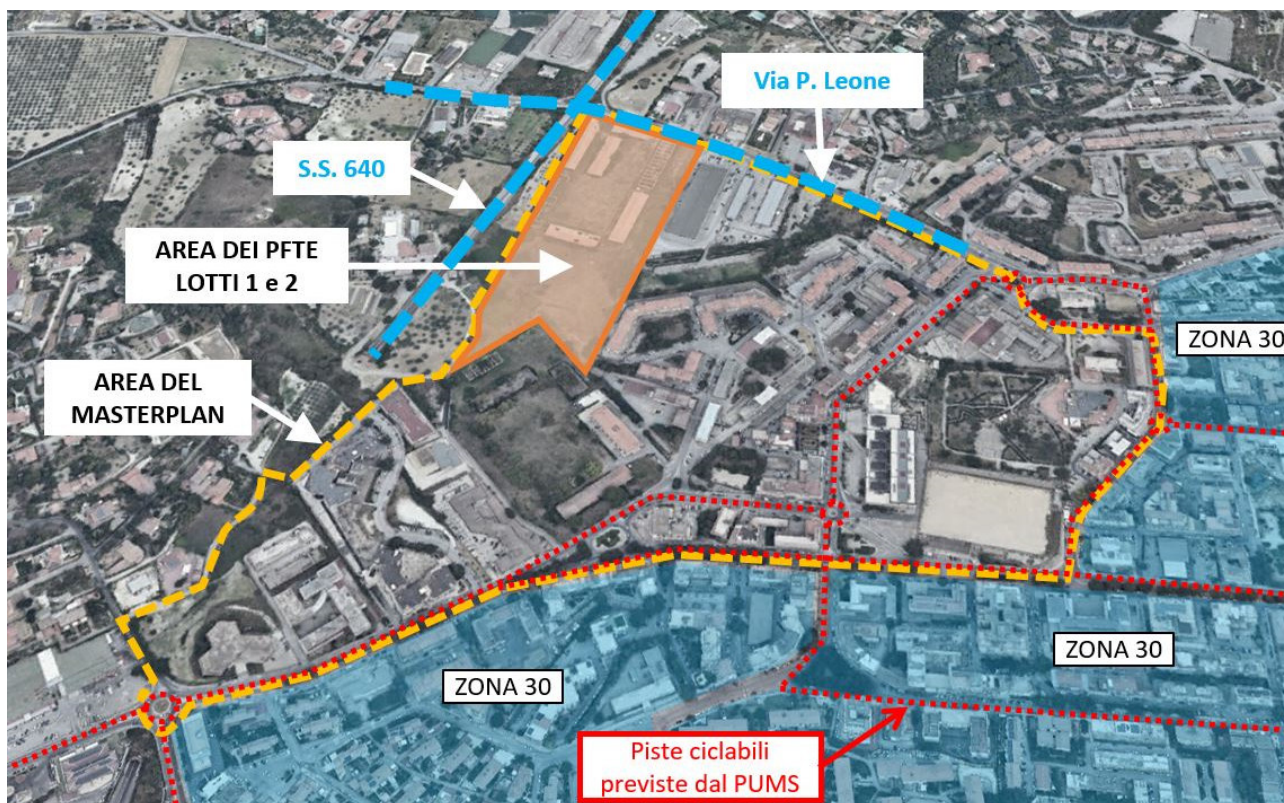 Via P. Leone
S.S. 640
AREA DEI PFTE
LOTTI 1 e 2
ZONA 30
AREA DEL
MASTERPLAN
ZONA 30
ZONA 30
Piste ciclabili
previste dal PUMS